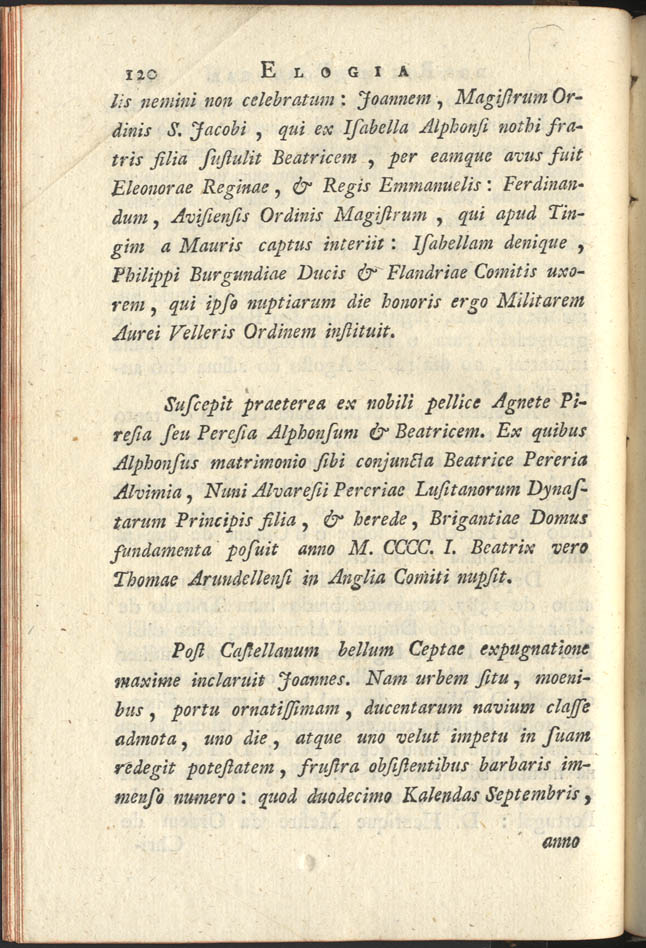 120 ELOGIA
lis nemini non celebratum : Joannem , Magiſtrum Or-
dinis S. Jacobi , qui ex Iſabella Alphonſi nothi fra-
tris filia ſuſtulit Beatricem , per eamque avus fuit
Eleonorae Reginae , & Regis Emmanuelis : Ferdinan-
dum , Aviſienſis Ordinis Magiſtrum , qui apud Tin-
gim a Mauris captus interiit : Iſabellam denique ,
Philippi Burgundiae Ducis & Flandriae Comitis uxo-
rem , qui ipſo nuptiarum die honoris ergo Militarem
Aurei Velleris Ordinem inſtituit.
Suſcepit praeterea ex nobili pellice Agnete Pi-
reſia ſeu Pereſia Alphonſum & Beatricem. Ex quibus
Alphonſus matrimonio ſibi conjuncta Beatrice Pereria
Alvimia , Nuni Alvareſii Percriae Luſitanorum Dynaſ-
tarum Principis filia , & herede , Brigantiae Domus
fundamenta poſuit anno M. CCCC. I. Beatrix vero
Thomae Arundellenſi in Anglia Comiti nupſit.
Poſt Caſtellanum bellum Ceptae expugnatione
maxime inclaruit Joannes. Nam urbem ſitu , moeni-
bus , portu ornatiſſimam , ducentarum navium claſſe
admota , uno die , atque uno velut impetu in ſuam
redegit poteſtatem , fruſtra obſiſtentibus barbaris im-
menſo numero : quod duodecimo Kalendas Septembris ,
anno